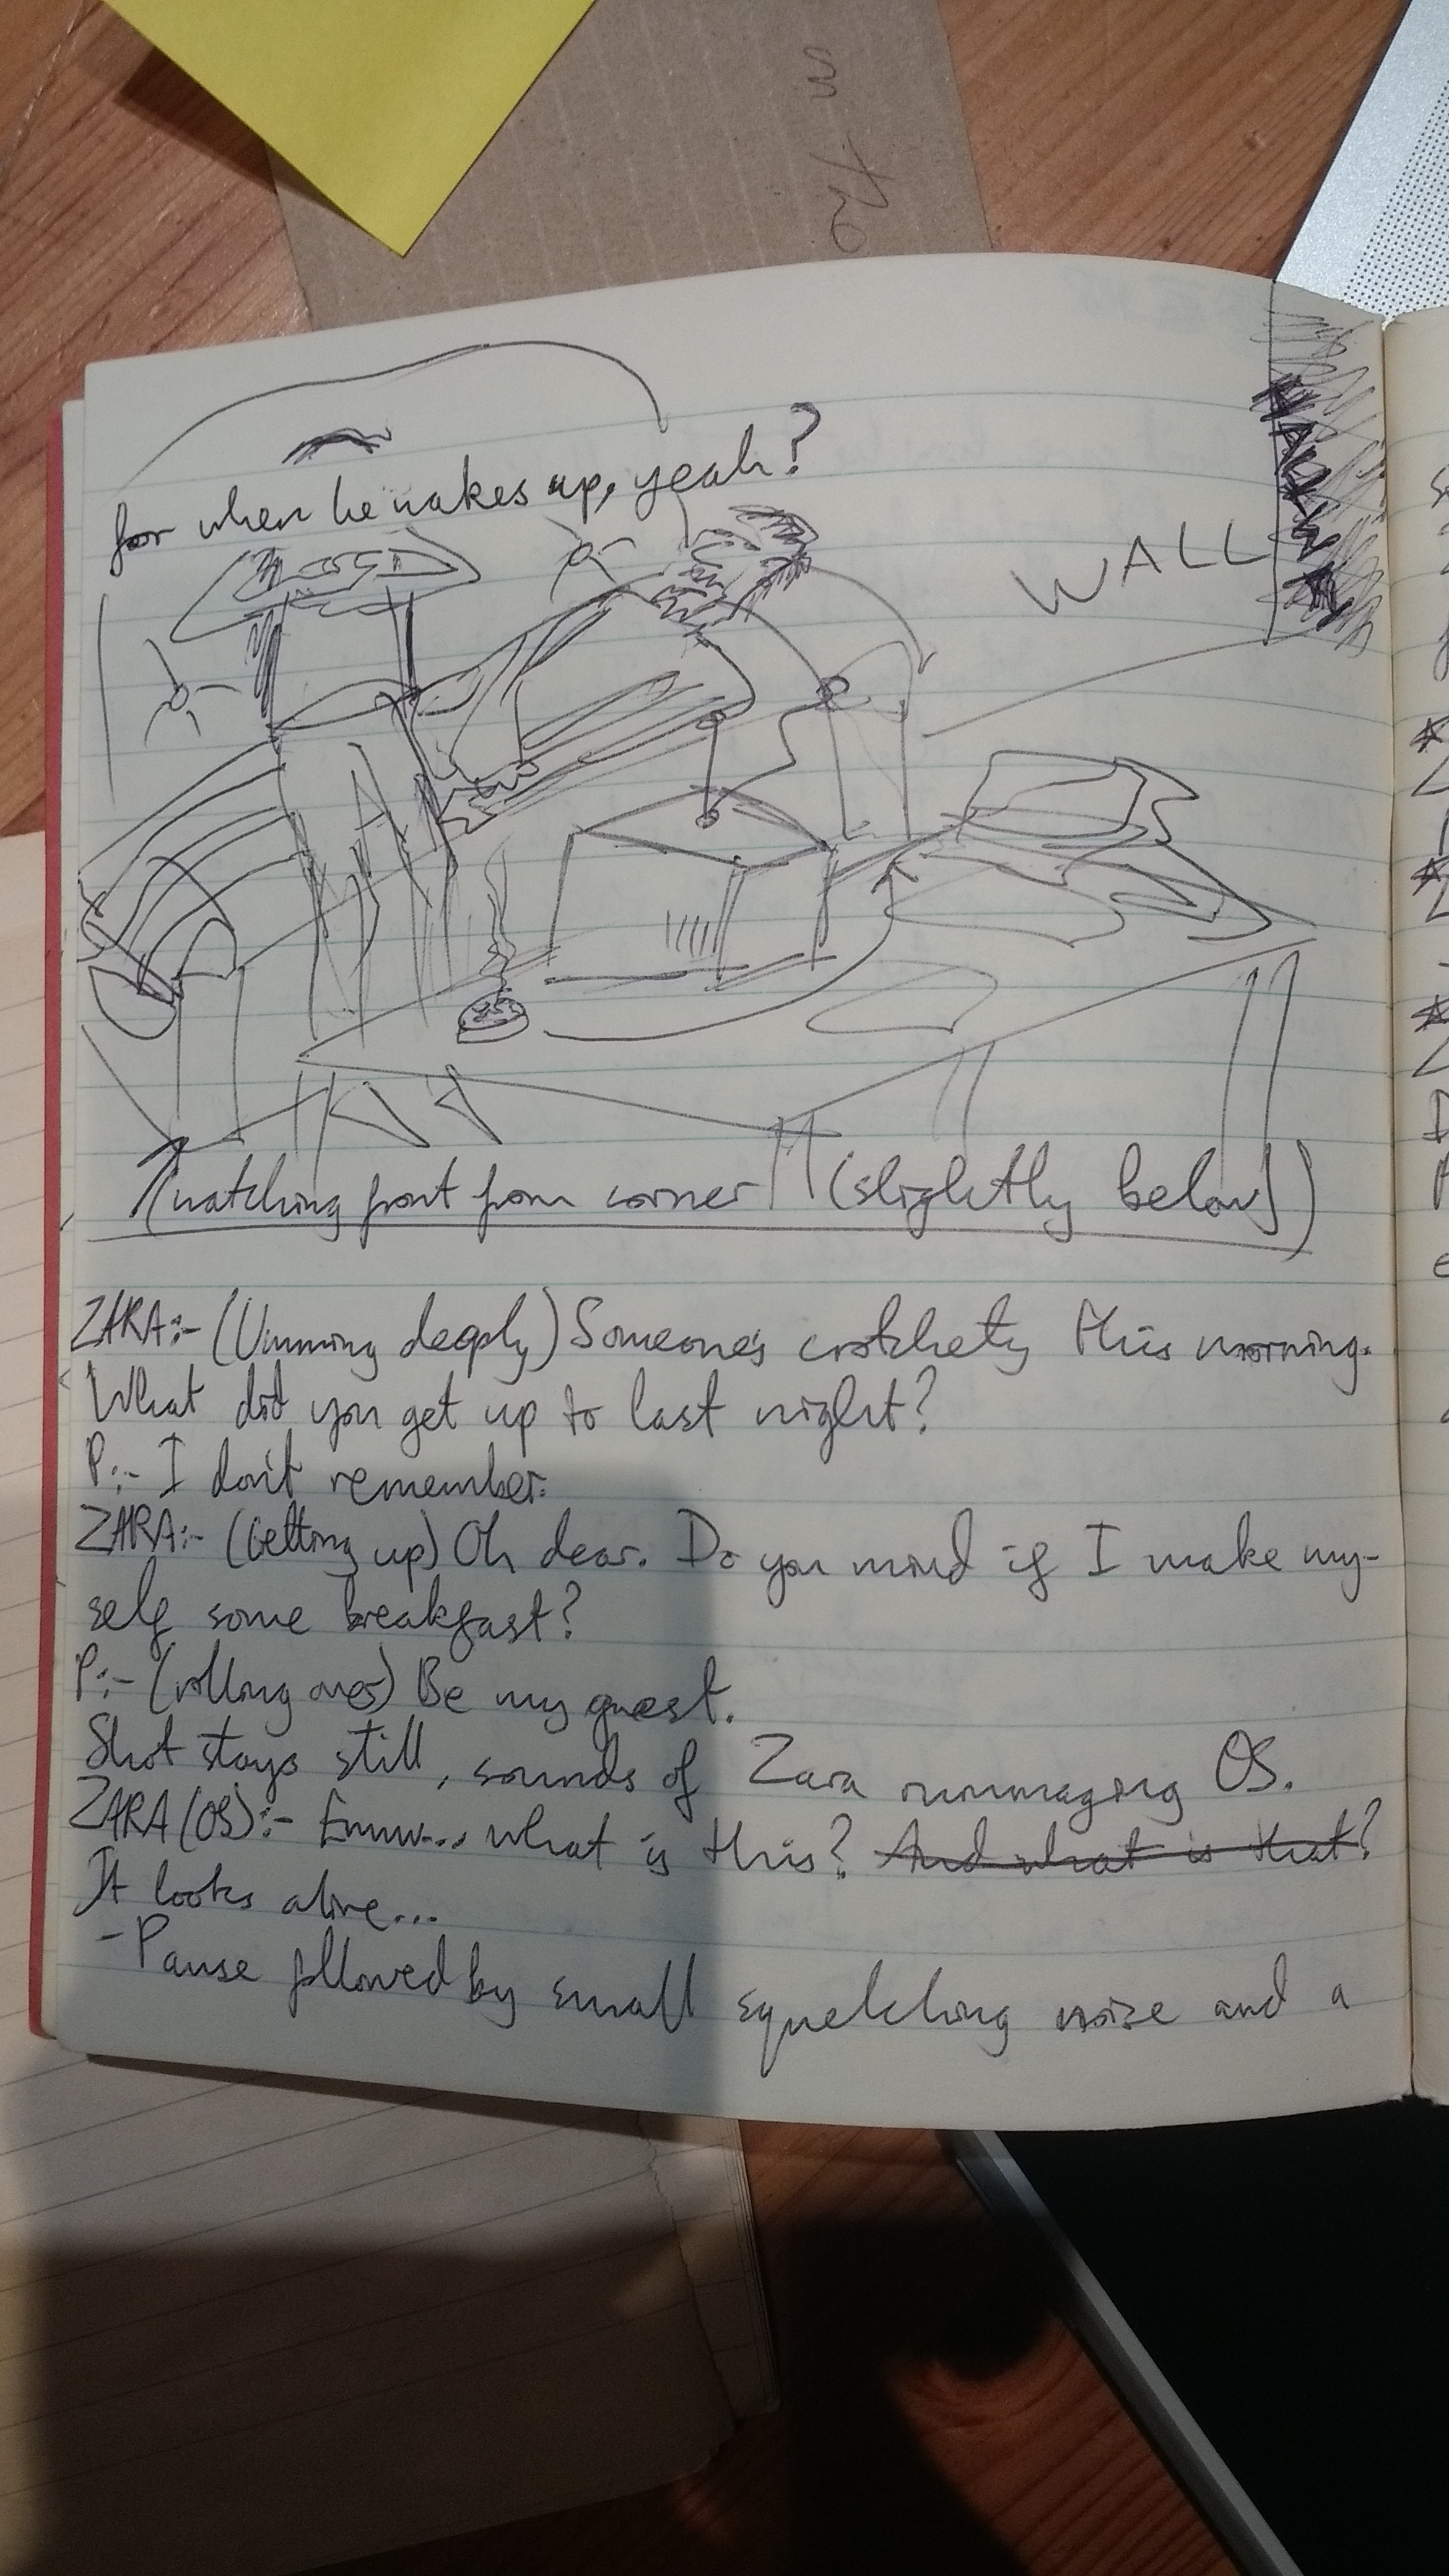 m the
for when he wakes up, yeah?
WALL
(watching front from corner (slightly below))
ZARA:- (Umming deeply) Someone's crotchety this morning.
What did you get up to last night?
P:- I don't remember.
ZARA:- (Getting up) Oh dear. Do you mind if I make my-
self some breakfast?
P:- (rolling over) Be my guest.
Shot stays still, sounds of Zara rummaging OS.
ZARA (OS):- Emmm... what is this? And what is that?
It looks alive...
- Pause followed by small squelching noise and a